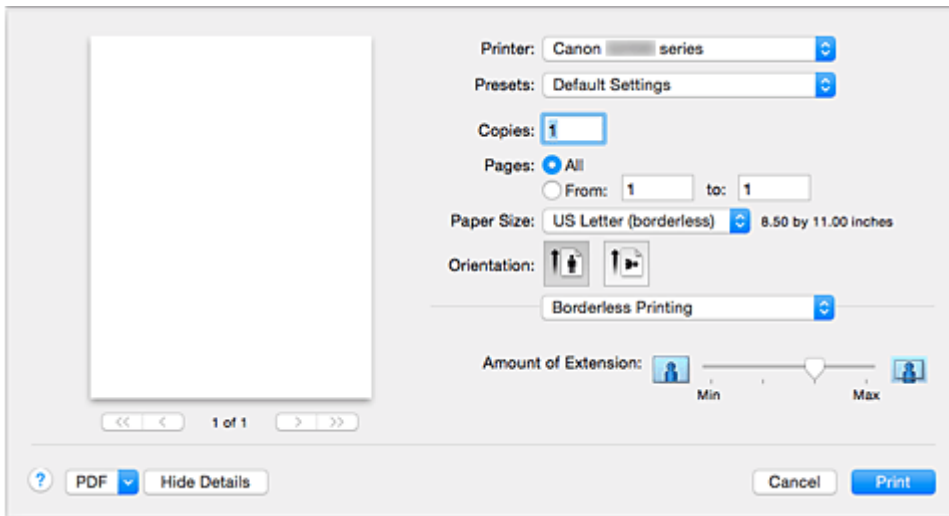 Printer: Canon series
Presets: Default Settings
Copies: 1
Pages: All
From: 1 to: 1
Paper Size: US Letter (borderless) 8.50 by 11.00 inches
Orientation:
Borderless Printing
Amount of Extension:
Min Max
<< < 1 of 1 > >>
? PDF Hide Details Cancel Print